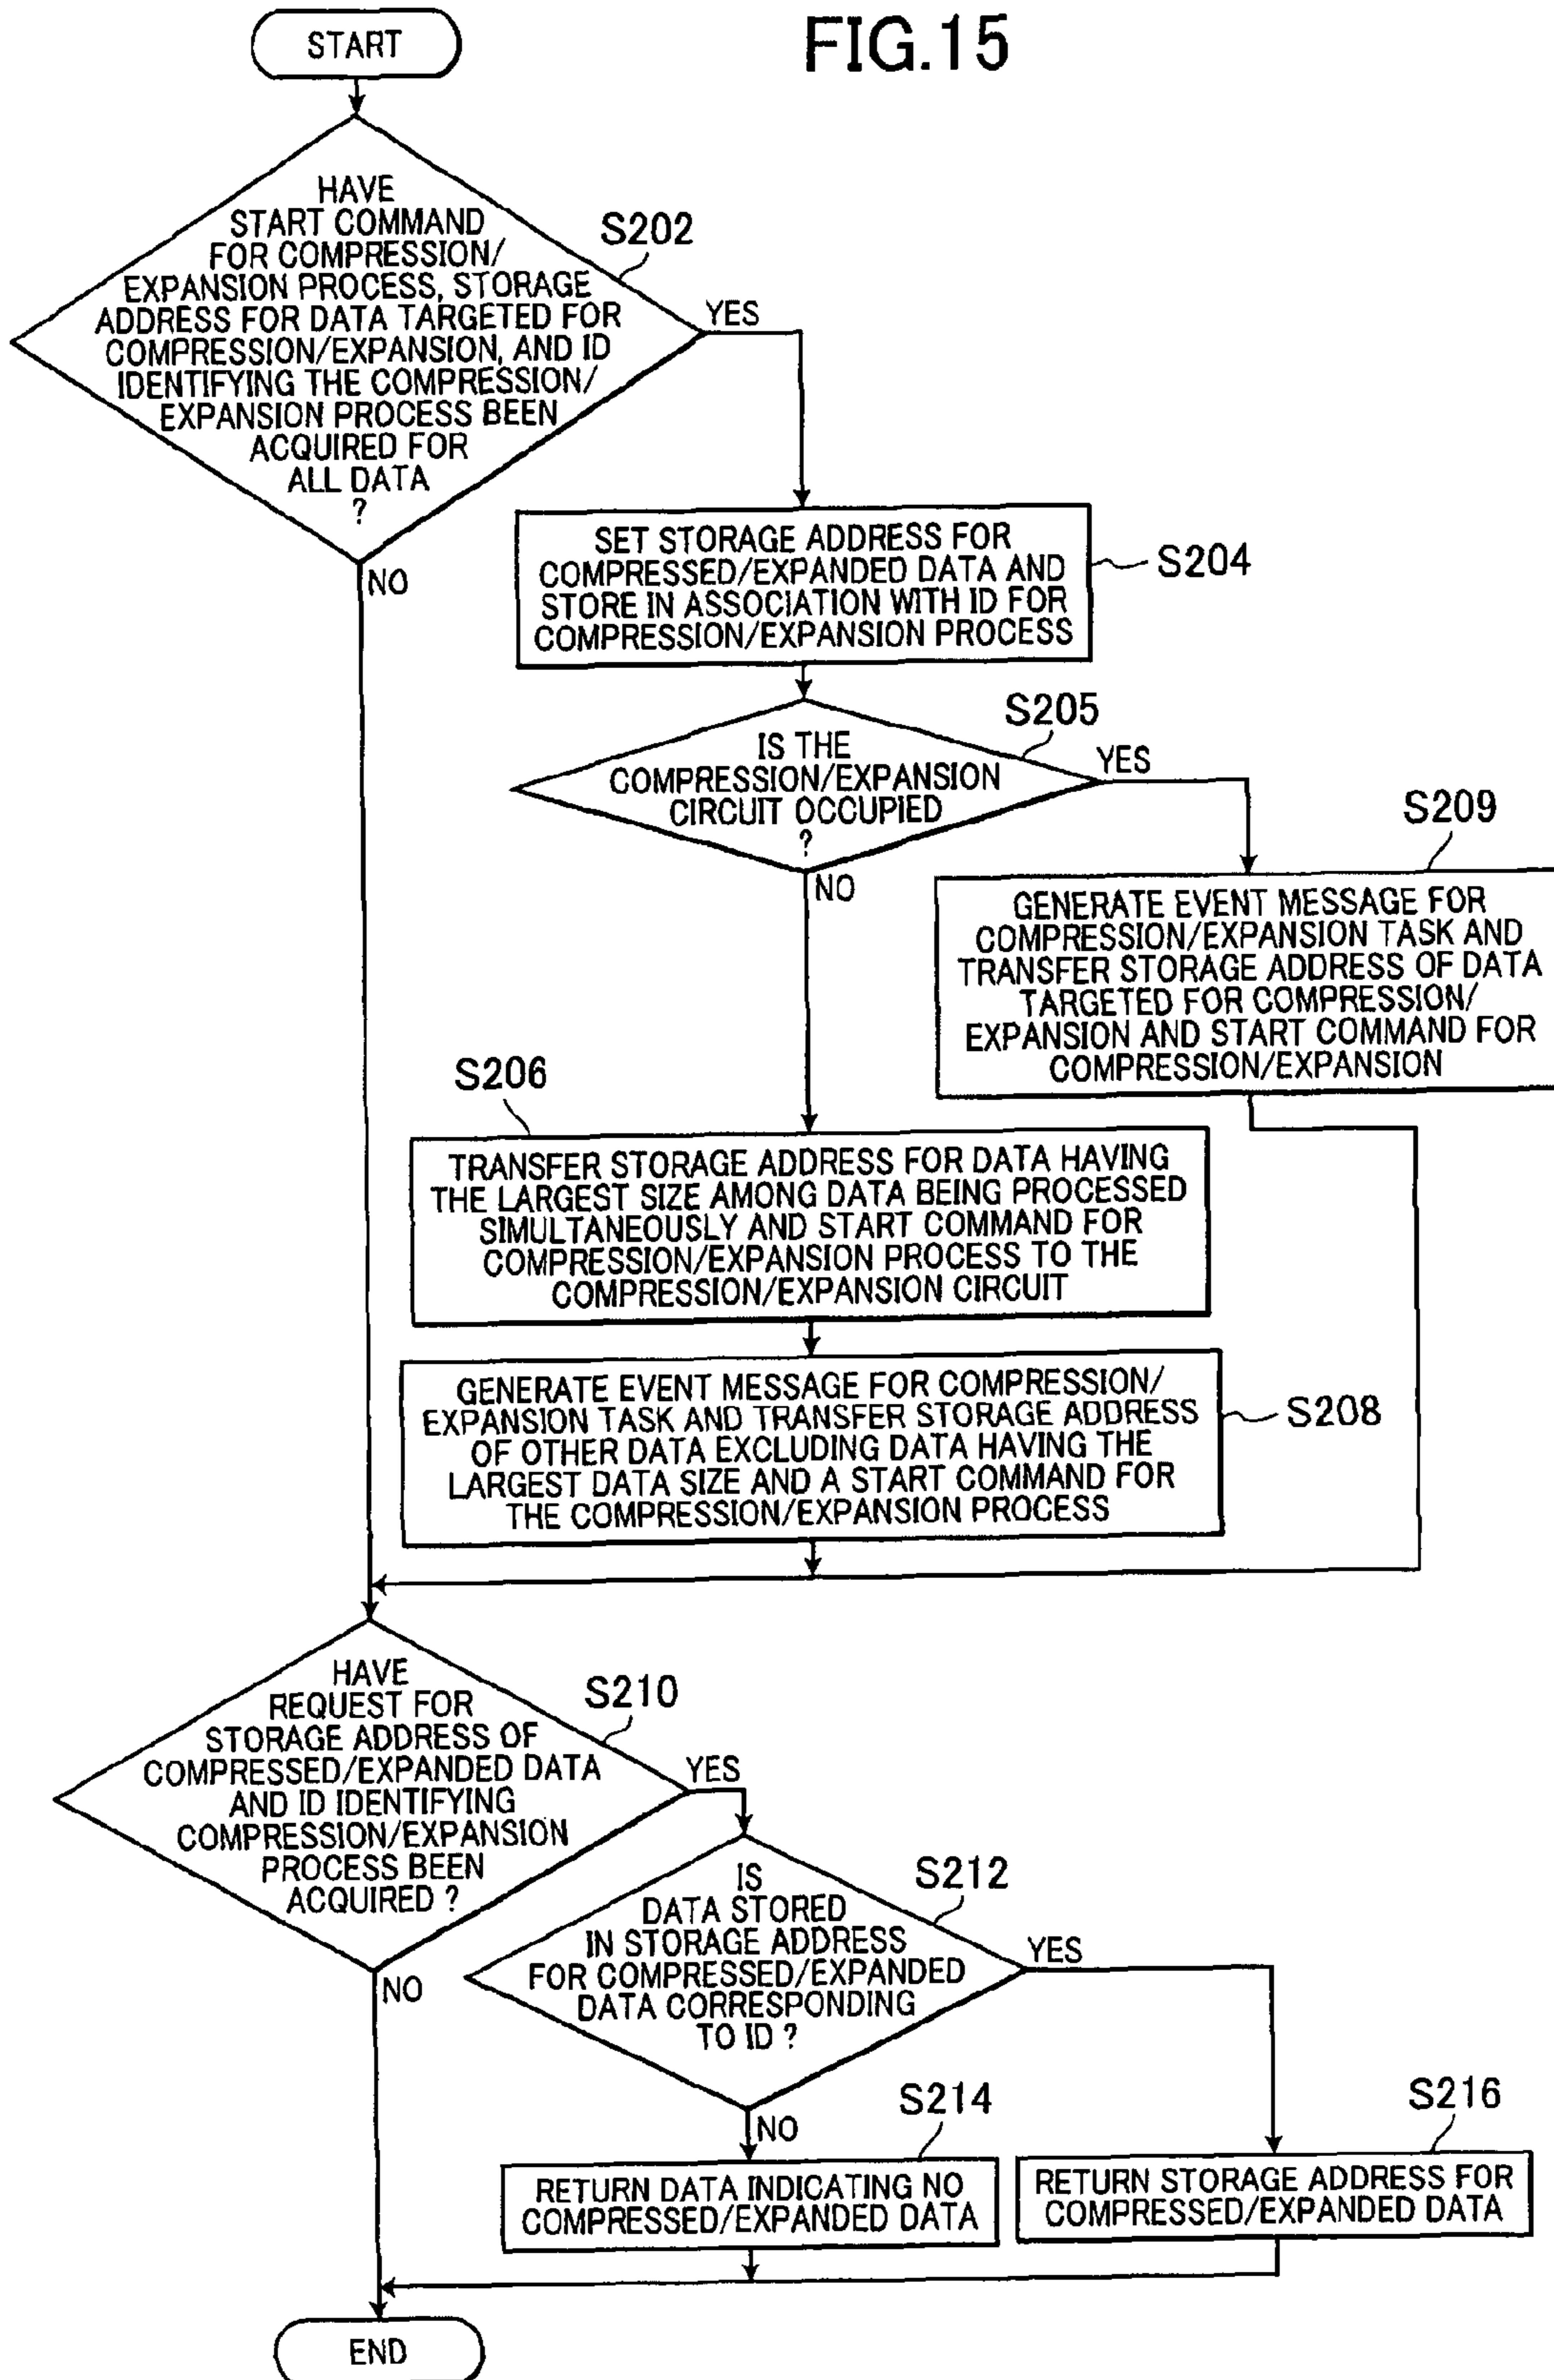 FIG.15
START
HAVE
START COMMAND
FOR COMPRESSION/
EXPANSION PROCESS, STORAGE
ADDRESS FOR DATA TARGETED FOR
COMPRESSION/EXPANSION, AND ID
IDENTIFYING THE COMPRESSION/
EXPANSION PROCESS BEEN
ACQUIRED FOR
ALL DATA
?
S202
YES
NO
SET STORAGE ADDRESS FOR
COMPRESSED/EXPANDED DATA AND
STORE IN ASSOCIATION WITH ID FOR
COMPRESSION/EXPANSION PROCESS
S204
IS THE
COMPRESSION/EXPANSION
CIRCUIT OCCUPIED
?
S205
YES
NO
S209
GENERATE EVENT MESSAGE FOR
COMPRESSION/EXPANSION TASK AND
TRANSFER STORAGE ADDRESS OF DATA
TARGETED FOR COMPRESSION/
EXPANSION AND START COMMAND FOR
COMPRESSION/EXPANSION
S206
TRANSFER STORAGE ADDRESS FOR DATA HAVING
THE LARGEST SIZE AMONG DATA BEING PROCESSED
SIMULTANEOUSLY AND START COMMAND FOR
COMPRESSION/EXPANSION PROCESS TO THE
COMPRESSION/EXPANSION CIRCUIT
GENERATE EVENT MESSAGE FOR COMPRESSION/
EXPANSION TASK AND TRANSFER STORAGE ADDRESS
OF OTHER DATA EXCLUDING DATA HAVING THE
LARGEST DATA SIZE AND A START COMMAND FOR
THE COMPRESSION/EXPANSION PROCESS
S208
HAVE
REQUEST FOR
STORAGE ADDRESS OF
COMPRESSED/EXPANDED DATA
AND ID IDENTIFYING
COMPRESSION/EXPANSION
PROCESS BEEN
ACQUIRED ?
S210
YES
NO
IS
DATA STORED
IN STORAGE ADDRESS
FOR COMPRESSED/EXPANDED
DATA CORRESPONDING
TO ID ?
S212
YES
NO
S214
RETURN DATA INDICATING NO
COMPRESSED/EXPANDED DATA
S216
RETURN STORAGE ADDRESS FOR
COMPRESSED/EXPANDED DATA
END